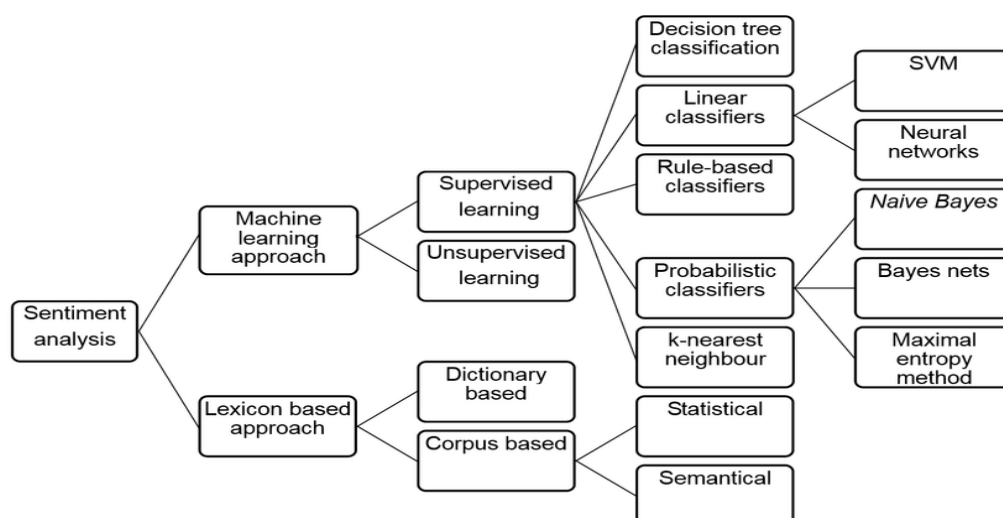 Decision tree
classification
SVM
Linear
classifiers
Neural
networks
Rule-based
classifiers
Supervised
learning
Naive Bayes
Machine
learning
approach
Unsupervised
learning
Probabilistic
classifiers
Bayes nets
Sentiment
analysis
k-nearest
neighbour
Maximal
entropy
method
Dictionary
based
Lexicon based
approach
Statistical
Corpus based
Semantical